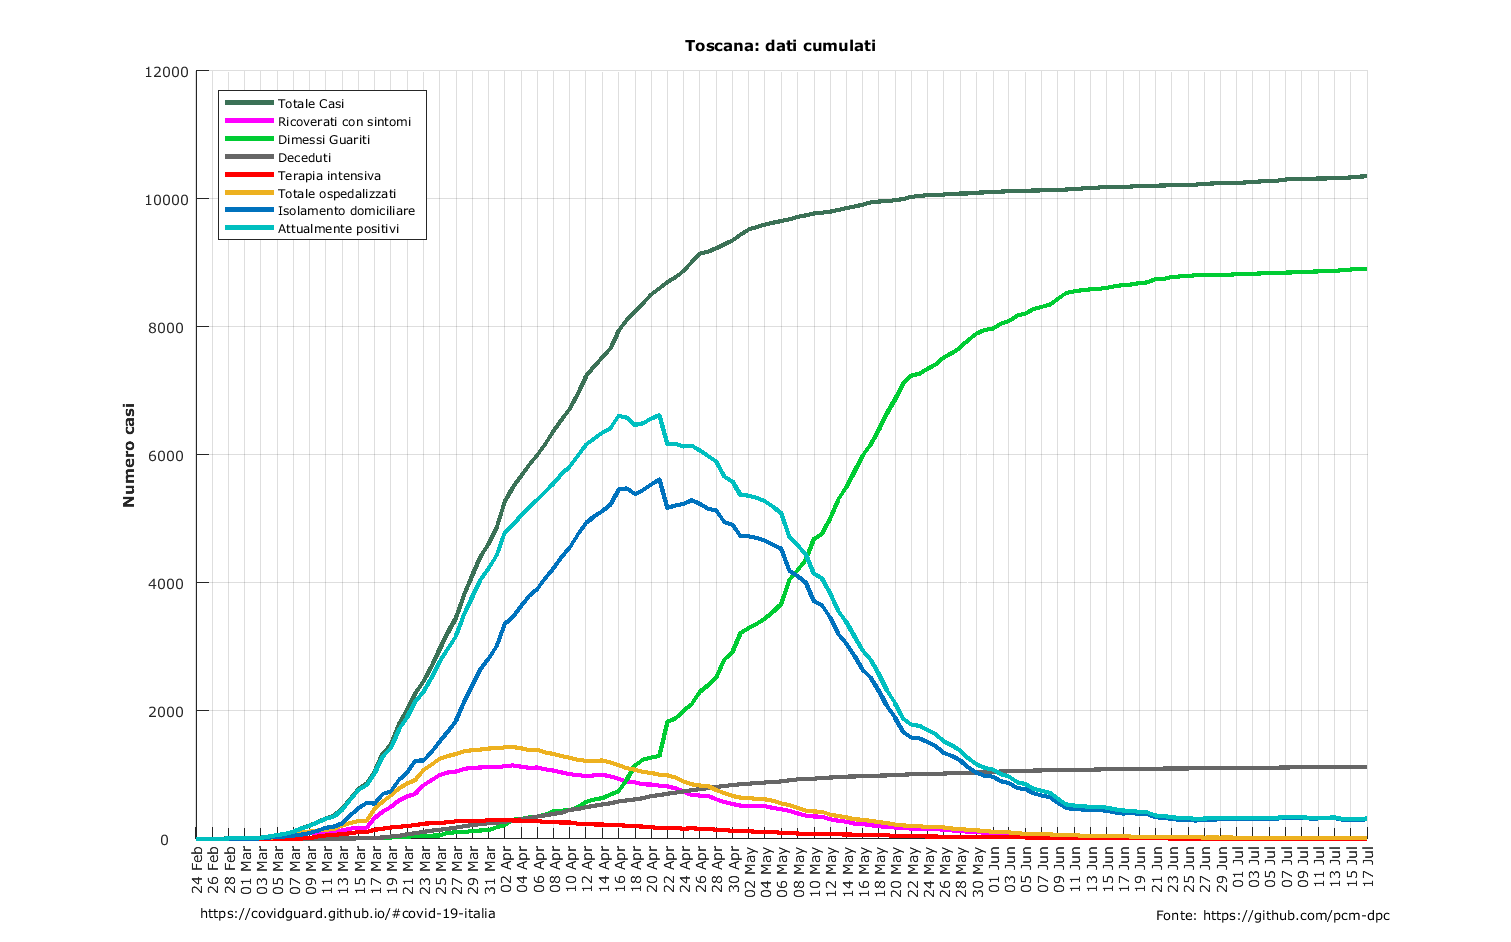 Toscana: dati cumulati
12000
10000
8000
6000
4000
2000
0
Numero casi
Totale Casi
Ricoverati con sintomi
Dimessi Guariti
Deceduti
Terapia intensiva
Totale ospedalizzati
Isolamento domiciliare
Attualmente positivi
24 Feb
26 Feb
28 Feb
01 Mar
03 Mar
05 Mar
07 Mar
09 Mar
11 Mar
13 Mar
15 Mar
17 Mar
19 Mar
21 Mar
23 Mar
25 Mar
27 Mar
29 Mar
31 Mar
02 Apr
04 Apr
06 Apr
08 Apr
10 Apr
12 Apr
14 Apr
16 Apr
18 Apr
20 Apr
22 Apr
24 Apr
26 Apr
28 Apr
30 Apr
02 May
04 May
06 May
08 May
10 May
12 May
14 May
16 May
18 May
20 May
22 May
24 May
26 May
28 May
30 May
01 Jun
03 Jun
05 Jun
07 Jun
09 Jun
11 Jun
13 Jun
15 Jun
17 Jun
19 Jun
21 Jun
23 Jun
25 Jun
27 Jun
29 Jun
01 Jul
03 Jul
05 Jul
07 Jul
09 Jul
11 Jul
13 Jul
15 Jul
17 Jul
https://covidguard.github.io/#covid-19-italia
Fonte: https://github.com/pcm-dpc